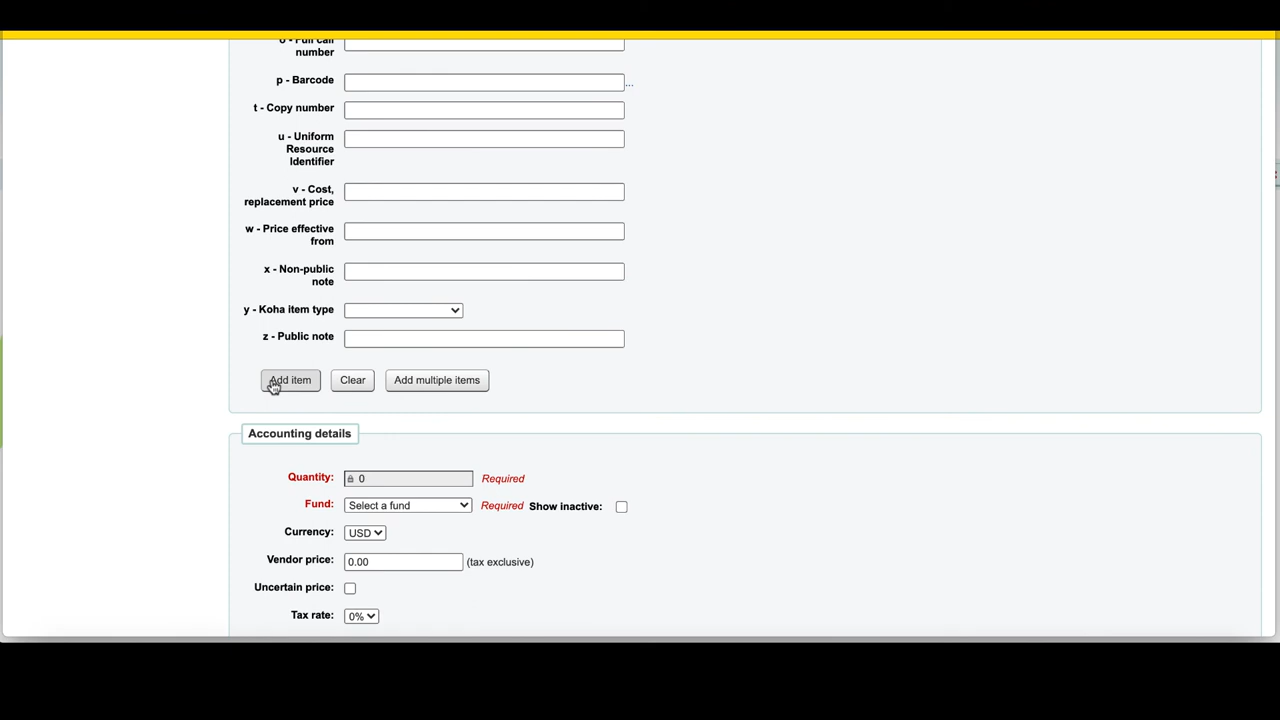 o - Full call
number
p - Barcode
...
t - Copy number
u - Uniform
Resource
Identifier
v - Cost,
replacement price
w - Price effective
from
x - Non-public
note
y - Koha item type
z - Public note
Add item Clear Add multiple items
Accounting details
Quantity: 0 Required
Fund: Select a fund Required Show inactive:
Currency: USD
Vendor price: 0.00 (tax exclusive)
Uncertain price:
Tax rate: 0%